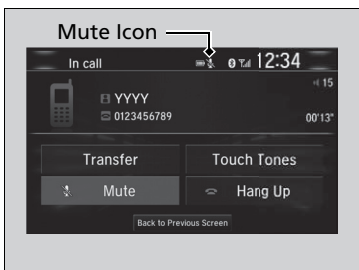 Mute Icon
In call
12:34
15
YYYY
0123456789
00'13"
Transfer
Touch Tones
Mute
Hang Up
Back to Previous Screen